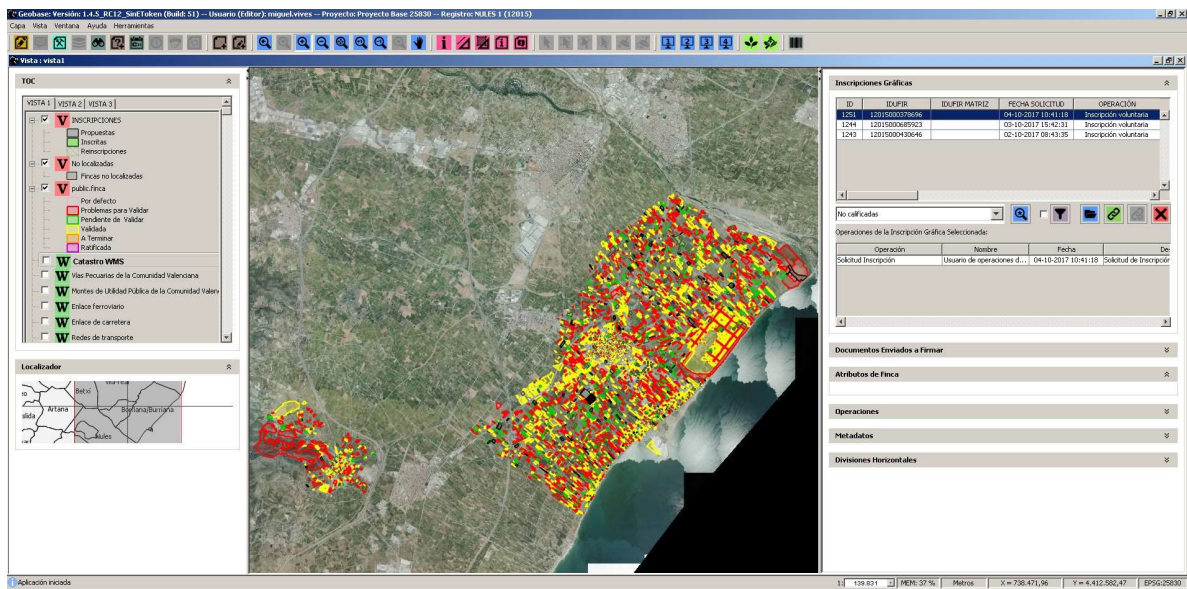 Geobase: Versión: 1.4.5_RC12_SinEToken (Build: 51) -- Usuario (Editor): miguel.vives -- Proyecto: Proyecto Base 25830 -- Registro: NULES 1 (12015)
Capa Vista Ventana Ayuda Herramientas
Vista : vista1
TOC
VISTA 1 VISTA 2 VISTA 3
V INSCRIPCIONES
Propuestas
Inscritas
Reinscripciones
V No localizadas
Fincas no localizadas
V public.finca
Por defecto
Problemas para Validar
Pendiente de Validar
Validada
A Terminar
Ratificada
W Catastro WMS
W Vías Pecuarias de la Comunidad Valenciana
W Montes de Utilidad Pública de la Comunidad Valen
W Enlace ferroviario
W Enlace de carretera
W Redes de transporte
Localizador
Betxí
Artana
Borriana/Burriana
Nules
Inscripciones Gráficas
ID IDUFIR IDUFIR MATRIZ FECHA SOLICITUD OPERACIÓN
1251 12015000378696 04-10-2017 10:41:18 Inscripción voluntaria
1244 12015000685923 03-10-2017 15:42:31 Inscripción voluntaria
1243 12015000430646 02-10-2017 08:43:35 Inscripción voluntaria
No calificadas
Operaciones de la Inscripción Gráfica Seleccionada:
Operación Nombre Fecha Des
Solicitud Inscripción Usuario de operaciones d... 04-10-2017 10:41:18 Solicitud de Inscripción
Documentos Enviados a Firmar
Atributos de Finca
Operaciones
Metadatos
Divisiones Horizontales
Aplicación iniciada
1: 139.831 MEM: 37 % Metros X = 738.471,96 Y = 4.412.582,47 EPSG:25830